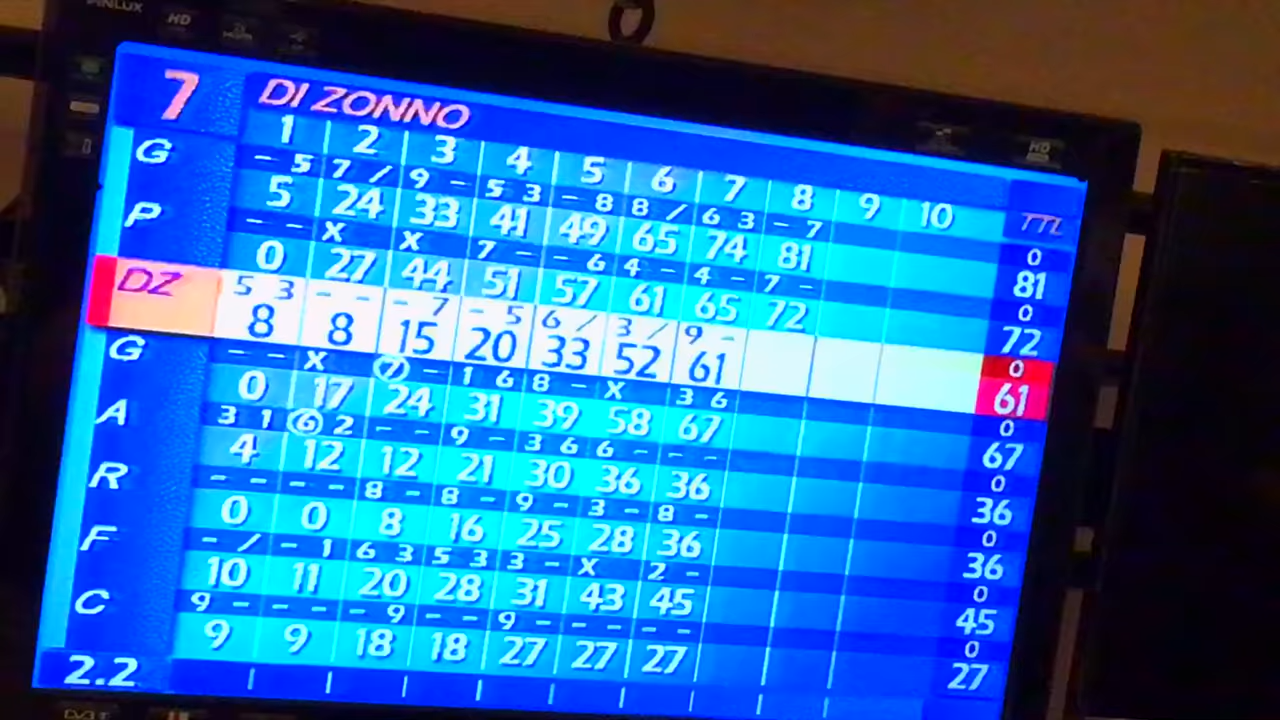 FINLUX HD
HDMI
HD
7 DI ZONNO
1 2 3 4 5 6 7 8 9 10 TTL
G - 5 7 / 9 - 5 3 - 8 8 / 6 3 - 7 0
5 24 33 41 49 65 74 81 81
P - - X X 7 - - 6 4 - 4 - 7 - 0
0 27 44 51 57 61 65 72 72
DZ 5 3 - - - 7 - 5 6 / 3 / 9 - 0
8 8 15 20 33 52 61 61
G - - X 7 - 1 6 8 - X 3 6 0
0 17 24 31 39 58 67 67
A 3 1 6 2 - - 9 - 3 6 6 - - - 0
4 12 12 21 30 36 36 36
R - - - - 8 - 8 - 9 - 3 - 8 - 0
0 0 8 16 25 28 36 36
F - / - 1 6 3 5 3 3 - X 2 - 0
10 11 20 28 31 43 45 45
C 9 - - - - 9 - - 9 - - - - - 0
9 9 18 18 27 27 27 27
2.2